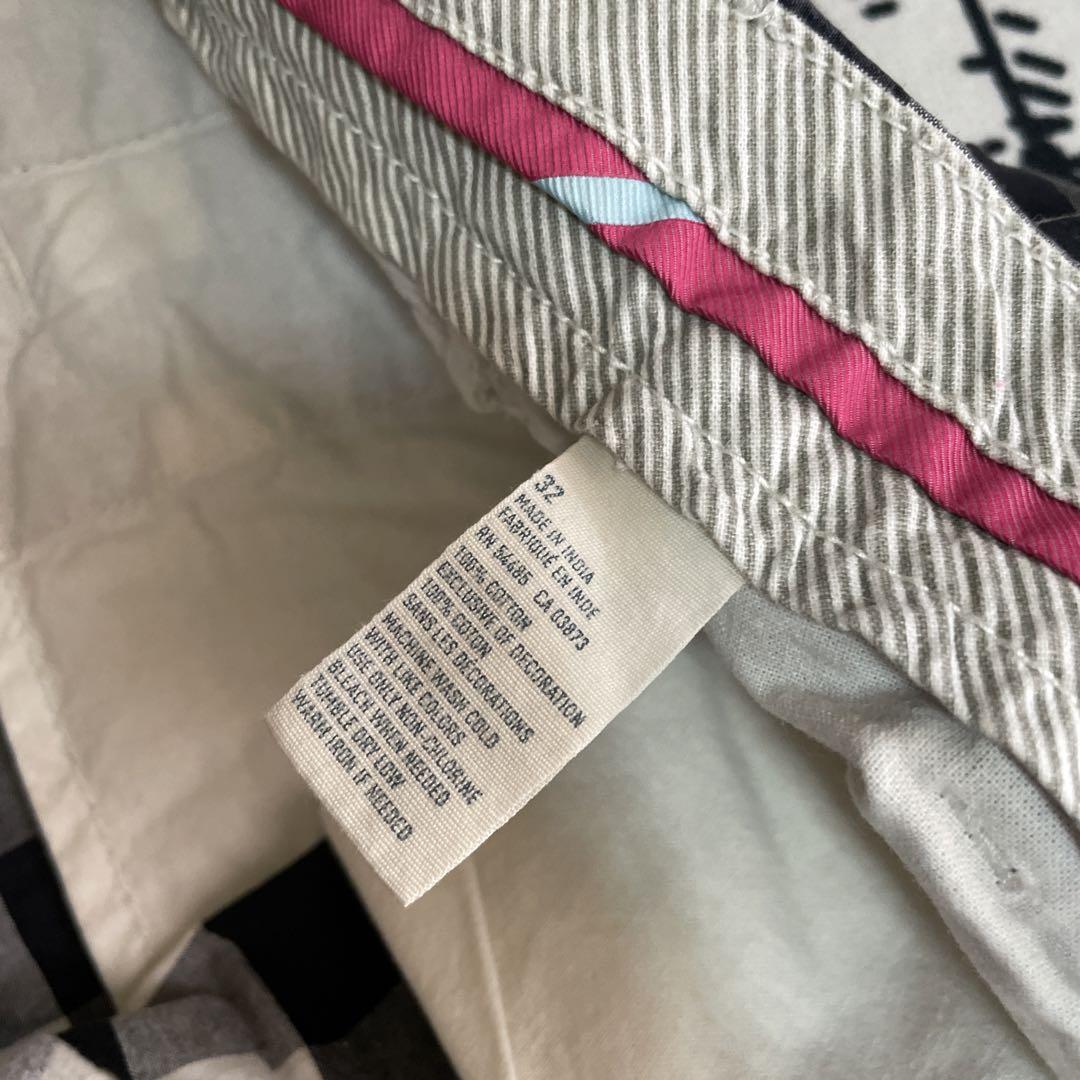 32
MADE IN INDIA
FABRIQUÉ EN INDE
RN 54485 CA 03873
100% COTTON
EXCLUSIVE OF DECORATION
100% COTON
SANS LES DÉCORATIONS
MACHINE WASH COLD
WITH LIKE COLORS
USE ONLY NON-CHLORINE
BLEACH WHEN NEEDED
TUMBLE DRY LOW
WARM IRON IF NEEDED